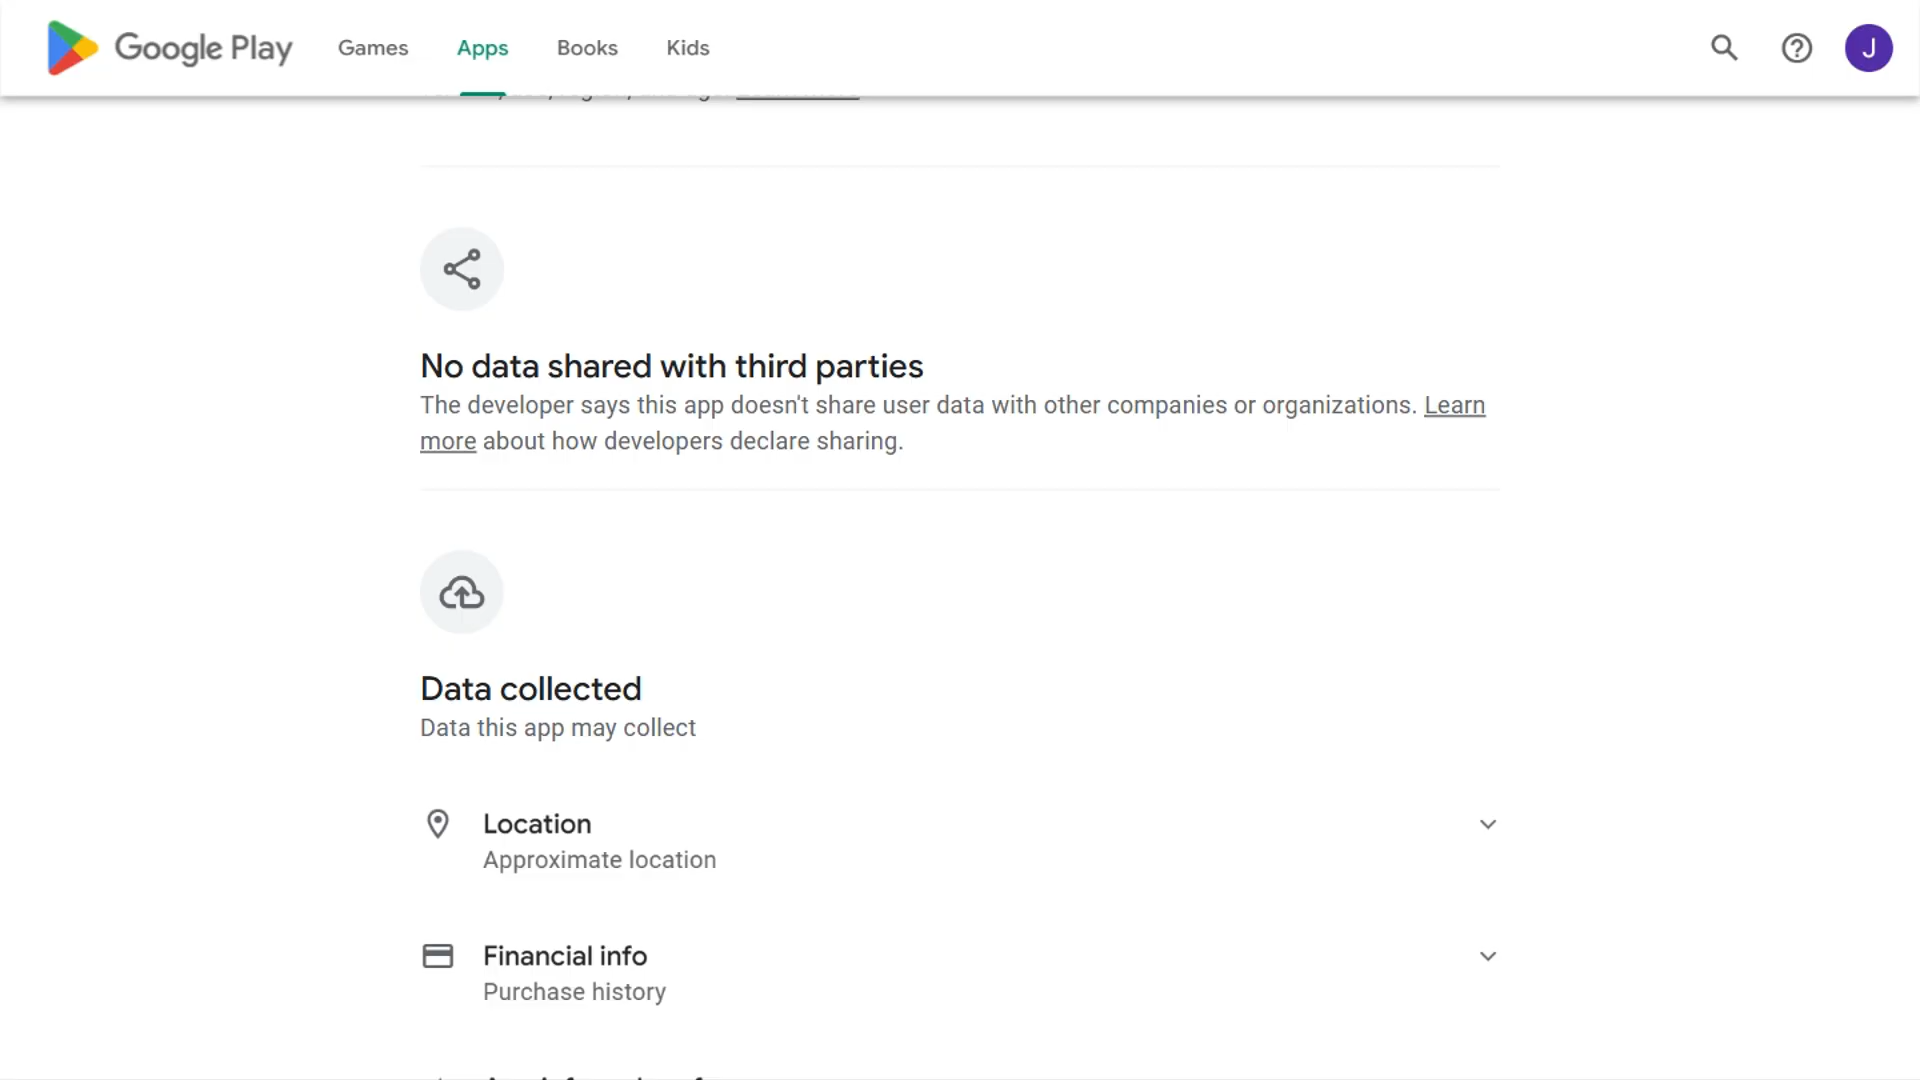 Google Play
Games
Apps
Books
Kids
J
No data shared with third parties
The developer says this app doesn't share user data with other companies or organizations. Learn
more about how developers declare sharing.
Data collected
Data this app may collect
Location
Approximate location
Financial info
Purchase history